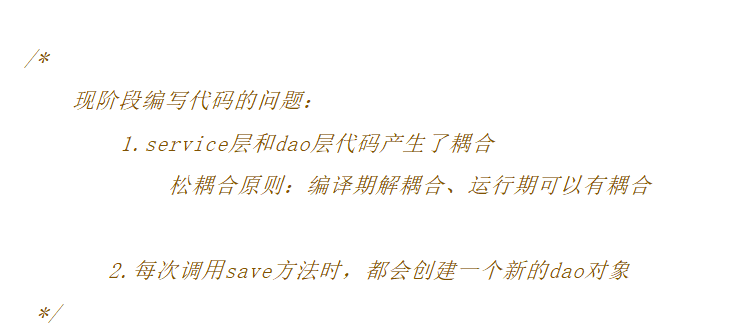 /*
现阶段编写代码的问题：
1.service层和dao层代码产生了耦合
松耦合原则：编译期解耦合、运行期可以有耦合
2.每次调用save方法时，都会创建一个新的dao对象
*/